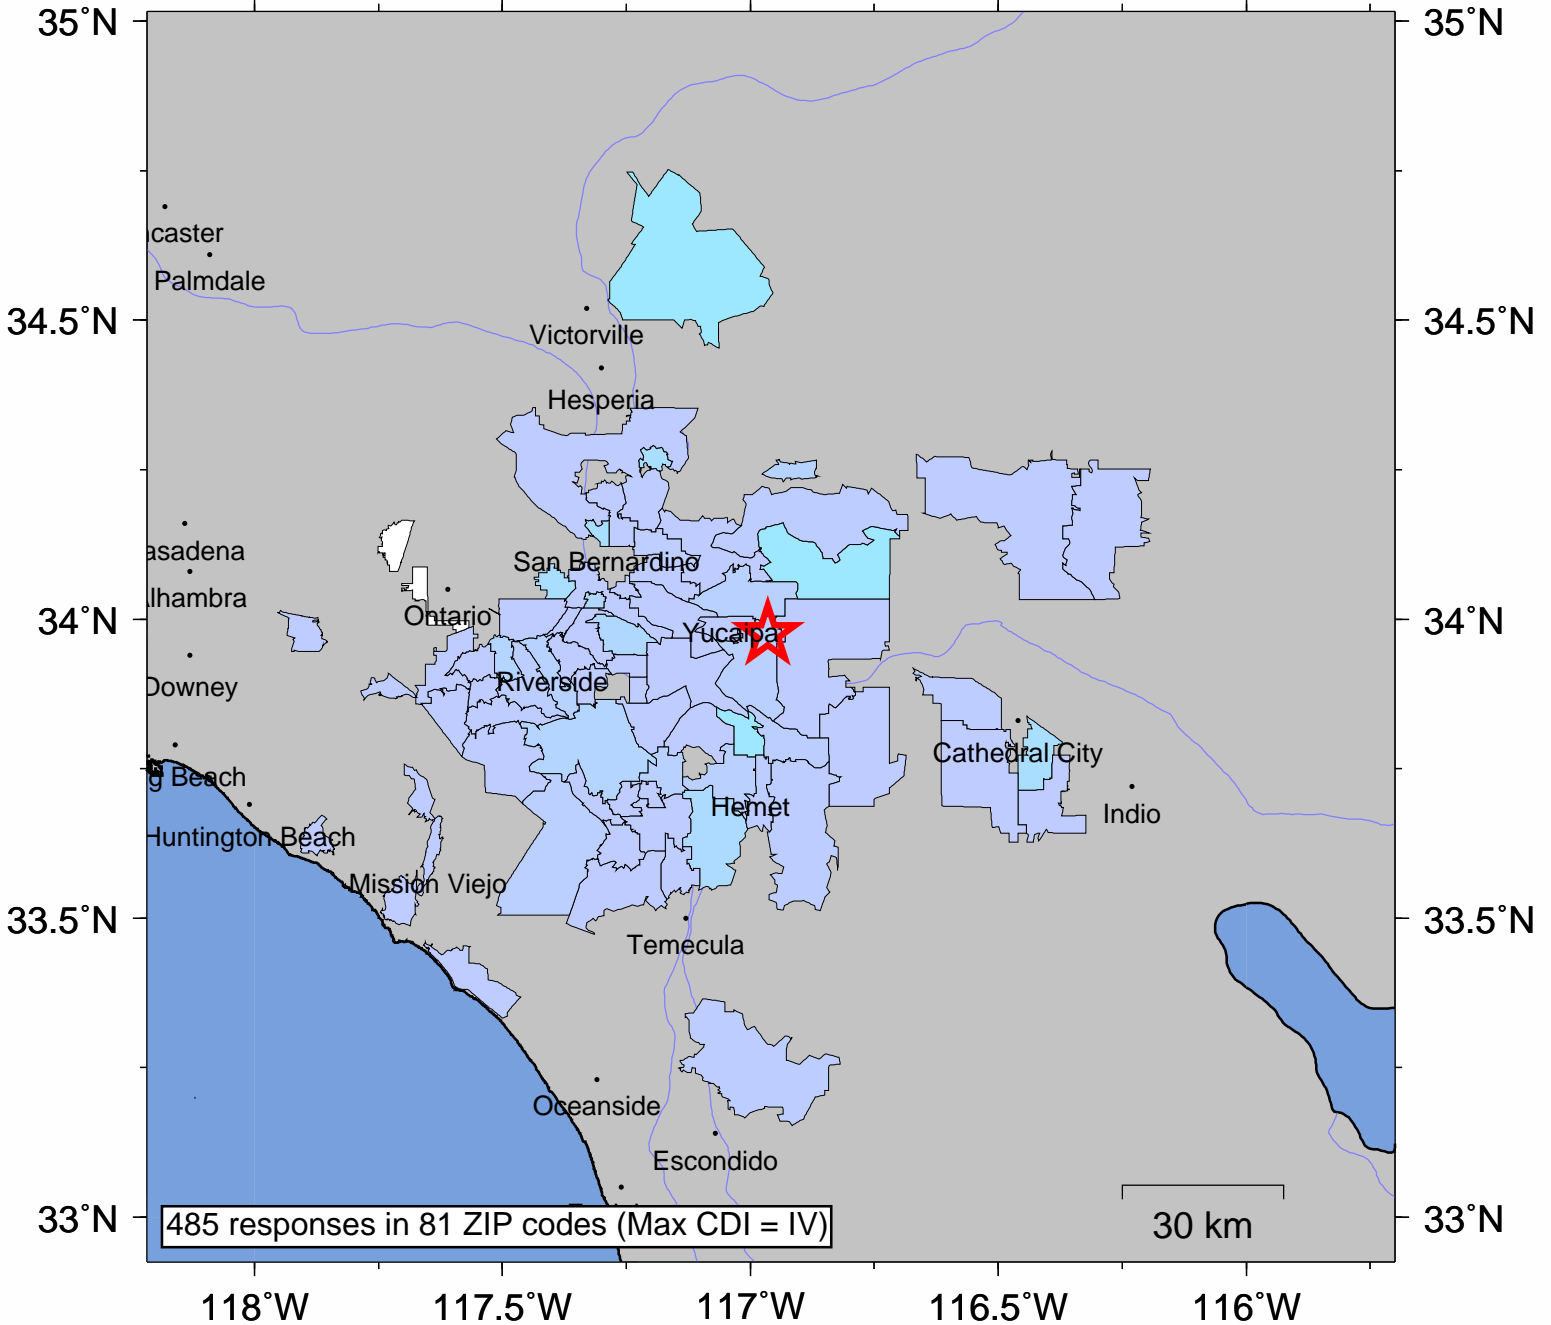 35°N
35°N
ncaster
Palmdale
34.5°N
34.5°N
Victorville
Hesperia
asadena
San Bernardino
Alhambra
Ontario
34°N
34°N
Yucaipa
Downey
Riverside
Cathedral City
g Beach
Hemet
Indio
Huntington Beach
Mission Viejo
33.5°N
33.5°N
Temecula
Oceanside
Escondido
33°N
33°N
485 responses in 81 ZIP codes (Max CDI = IV)
30 km
118°W
117.5°W
117°W
116.5°W
116°W